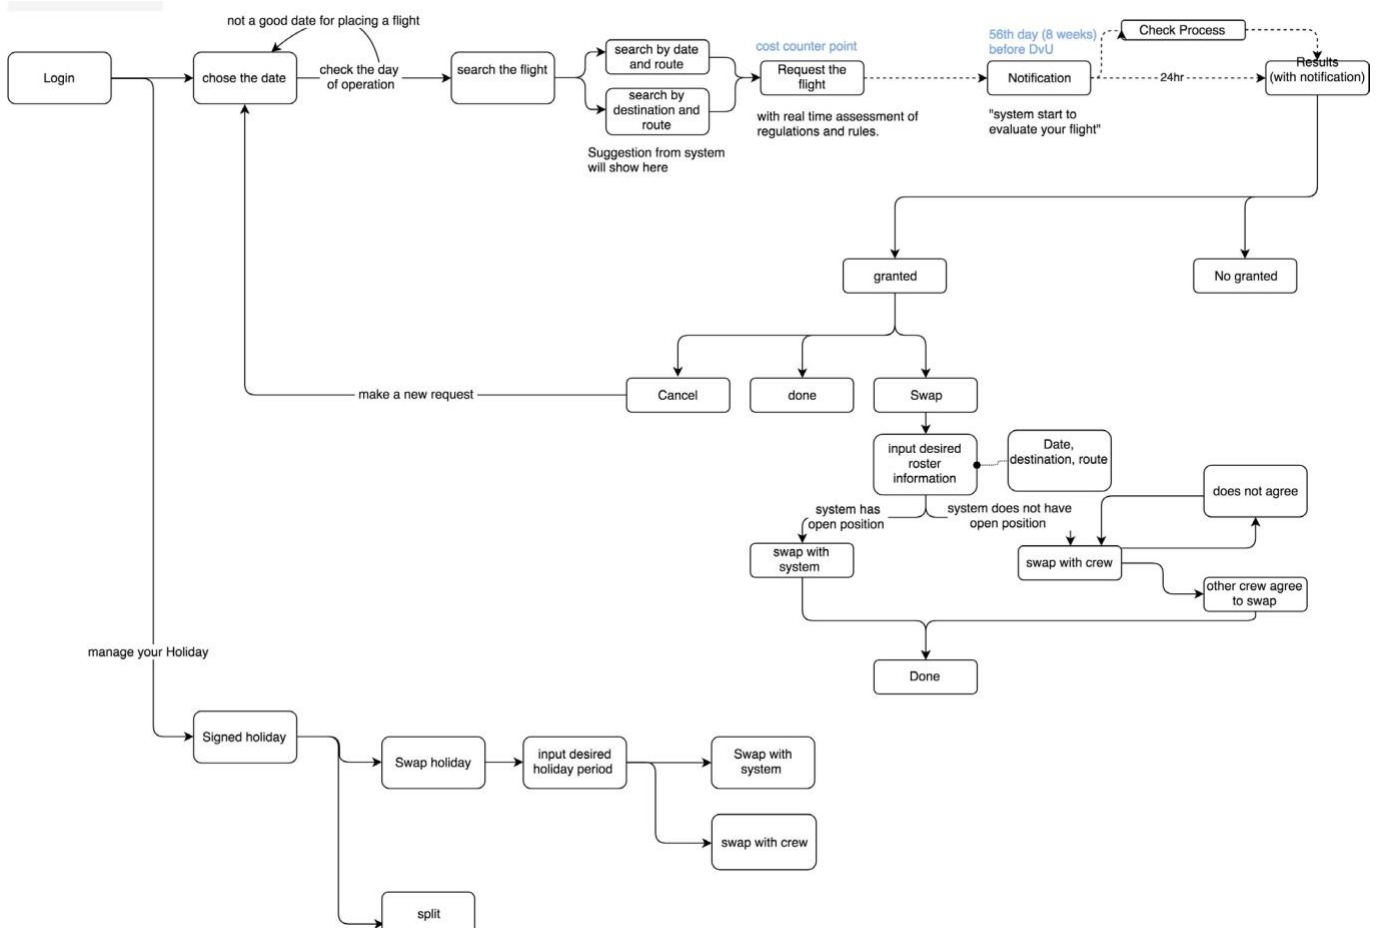 not a good date for placing a flight
Login
chose the date
check the day
of operation
search the flight
search by date
and route
search by
destination and
route
Suggestion from system
will show here
cost counter point
Request the
flight
with real time assessment of
regulations and rules.
56th day (8 weeks)
before DvU
Notification
"system start to
evaluate your flight"
Check Process
24hr
Results
(with notification)
granted
No granted
make a new request
Cancel
done
Swap
input desired
roster
information
Date,
destination, route
system has
open position
system does not have
open position
does not agree
swap with
system
swap with crew
other crew agree
to swap
Done
manage your Holiday
Signed holiday
Swap holiday
input desired
holiday period
Swap with
system
swap with crew
split